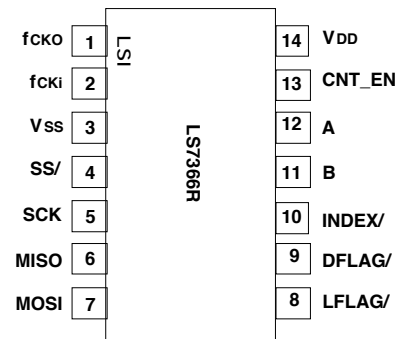 fCKO 1 LSI 14 VDD
fCKi 2 13 CNT_EN
VSS 3 12 A
SS/ 4 LS7366R 11 B
SCK 5 10 INDEX/
MISO 6 9 DFLAG/
MOSI 7 8 LFLAG/